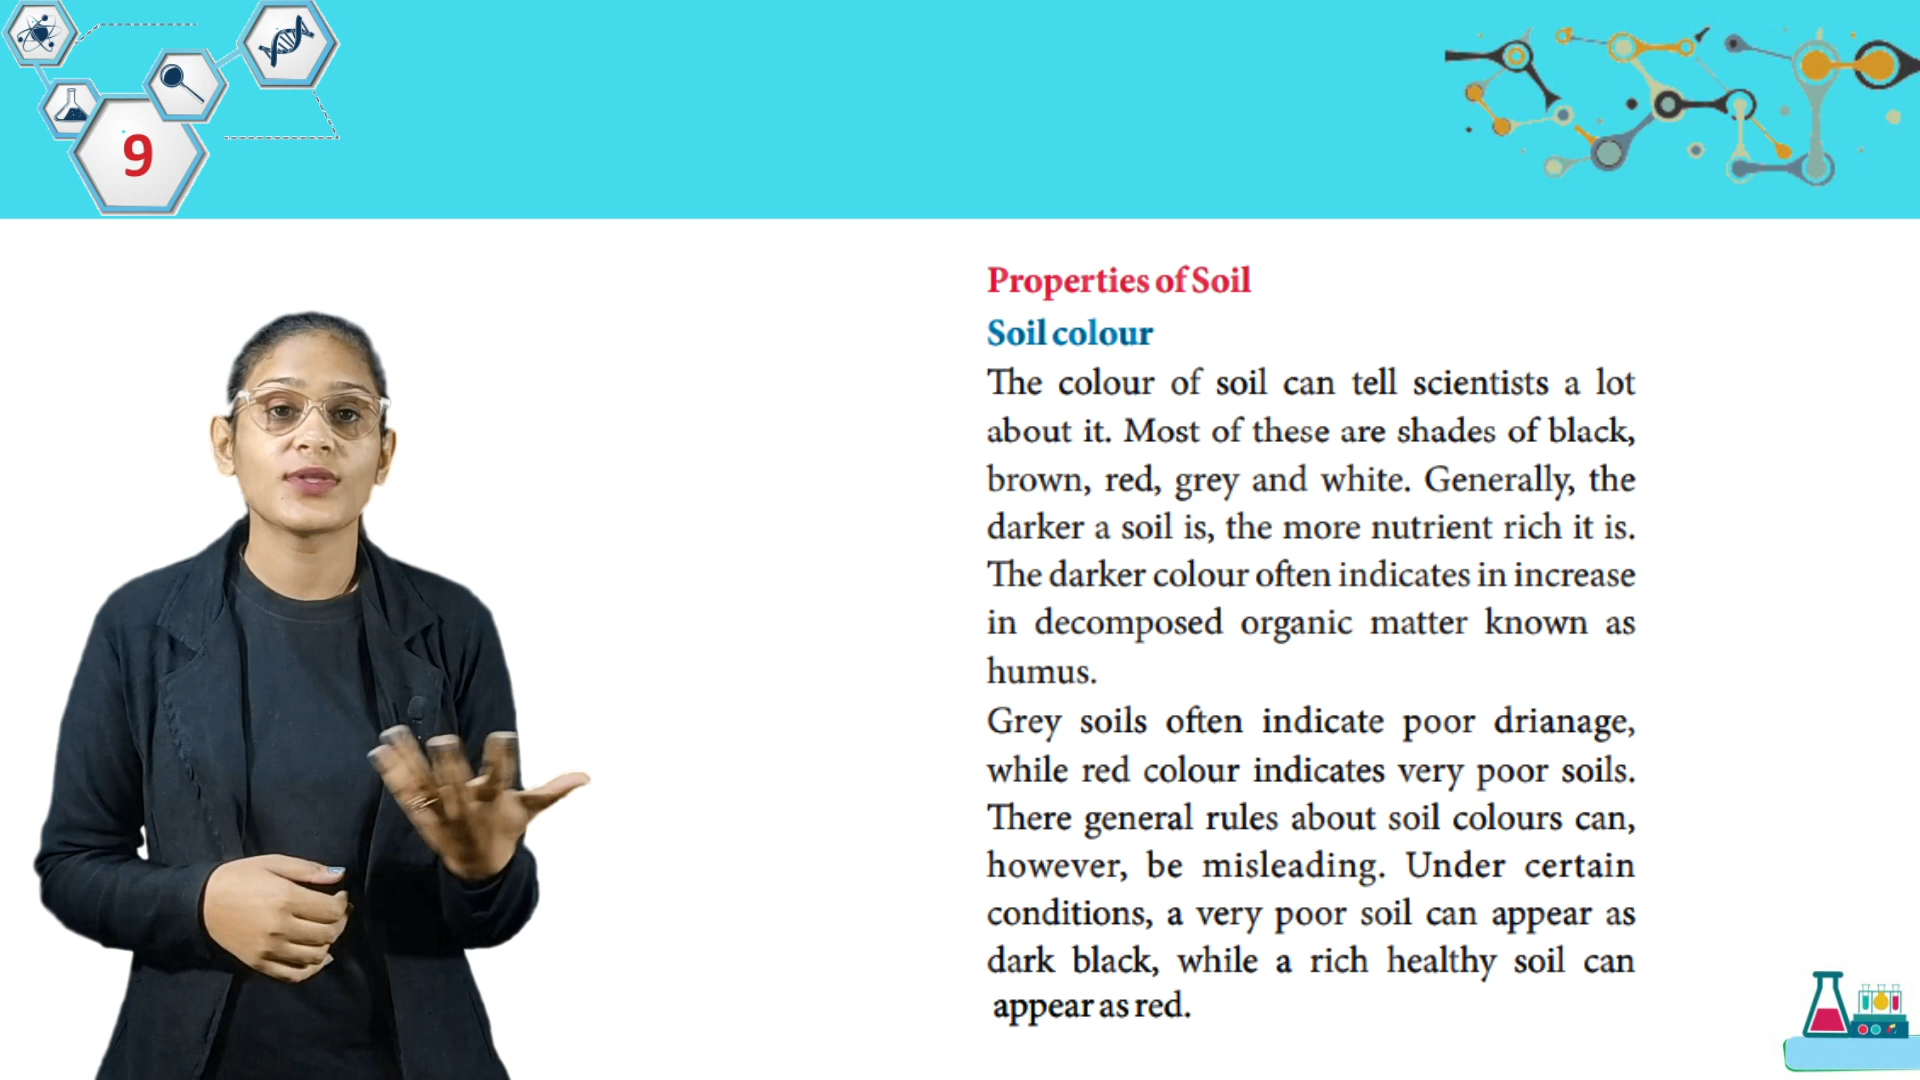 9
Properties of Soil
Soil colour
The colour of soil can tell scientists a lot
about it. Most of these are shades of black,
brown, red, grey and white. Generally, the
darker a soil is, the more nutrient rich it is.
The darker colour often indicates in increase
in decomposed organic matter known as
humus.
Grey soils often indicate poor drianage,
while red colour indicates very poor soils.
There general rules about soil colours can,
however, be misleading. Under certain
conditions, a very poor soil can appear as
dark black, while a rich healthy soil can
appear as red.